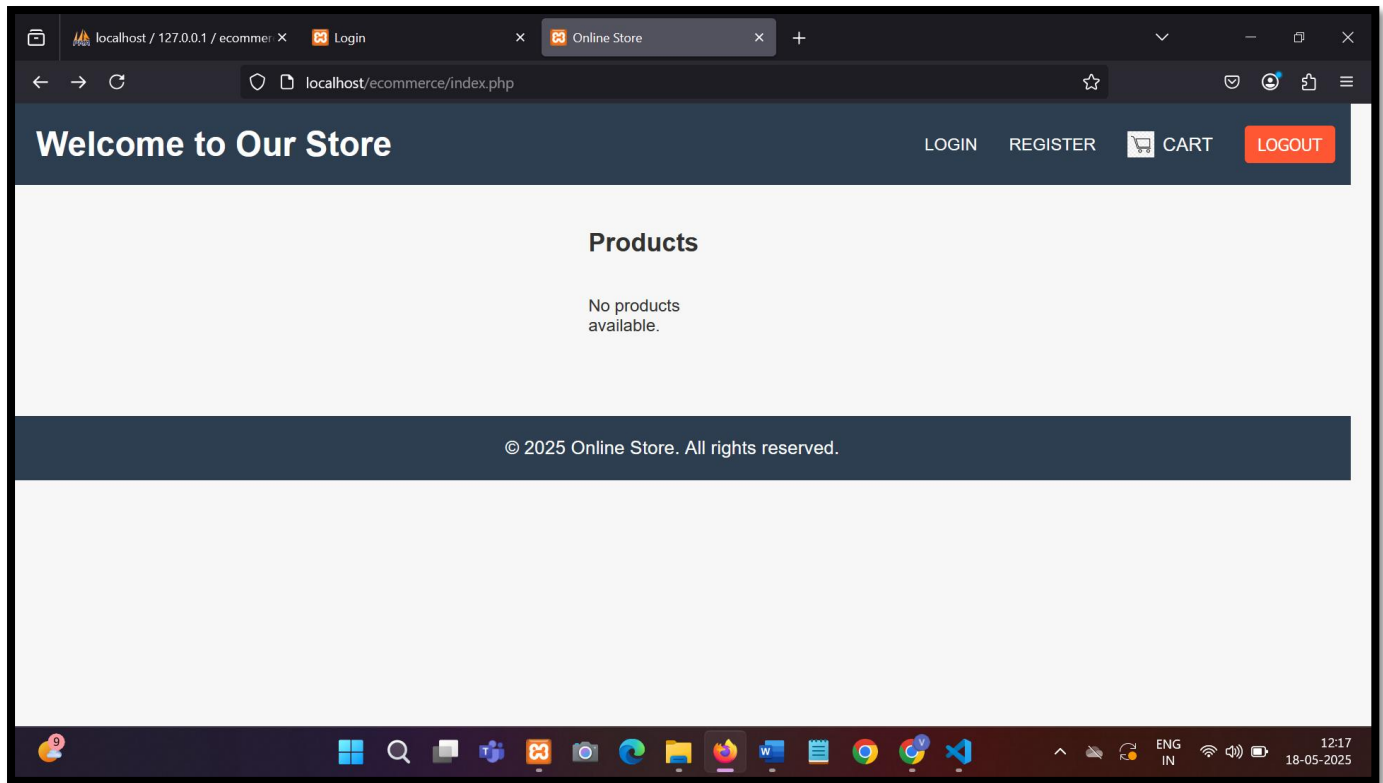 localhost / 127.0.0.1 / ecommer
Login
Online Store
localhost/ecommerce/index.php
Welcome to Our Store
LOGIN
REGISTER
CART
LOGOUT
Products
No products
available.
© 2025 Online Store. All rights reserved.
9
ENG
IN
12:17
18-05-2025